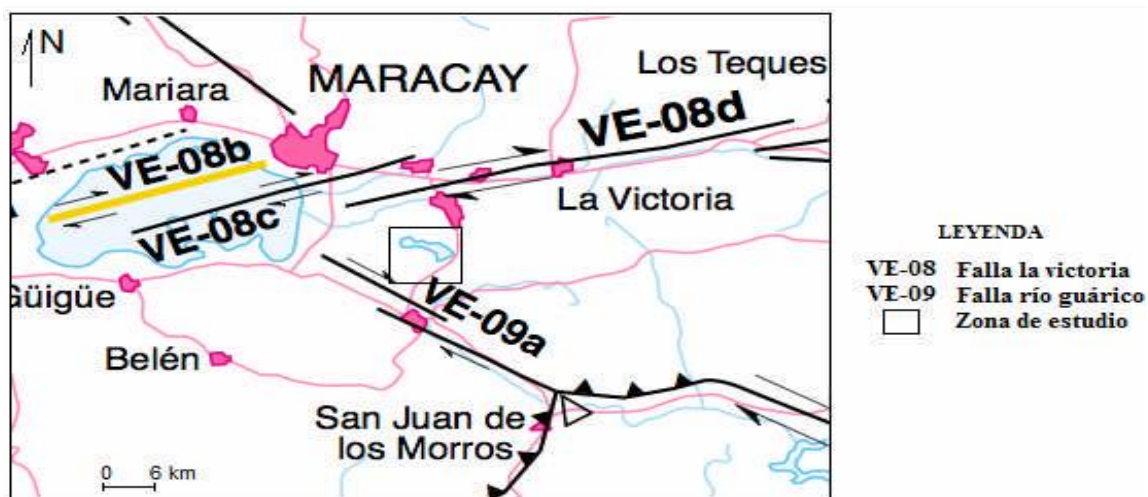 N
Los Teques
MARACAY
Mariara
VE-08d
VE-08b
La Victoria
VE-08c
Güigüe
VE-09a
Belén
San Juan de
los Morros
0 6 km
LEYENDA
VE-08 Falla la victoria
VE-09 Falla río guárico
Zona de estudio